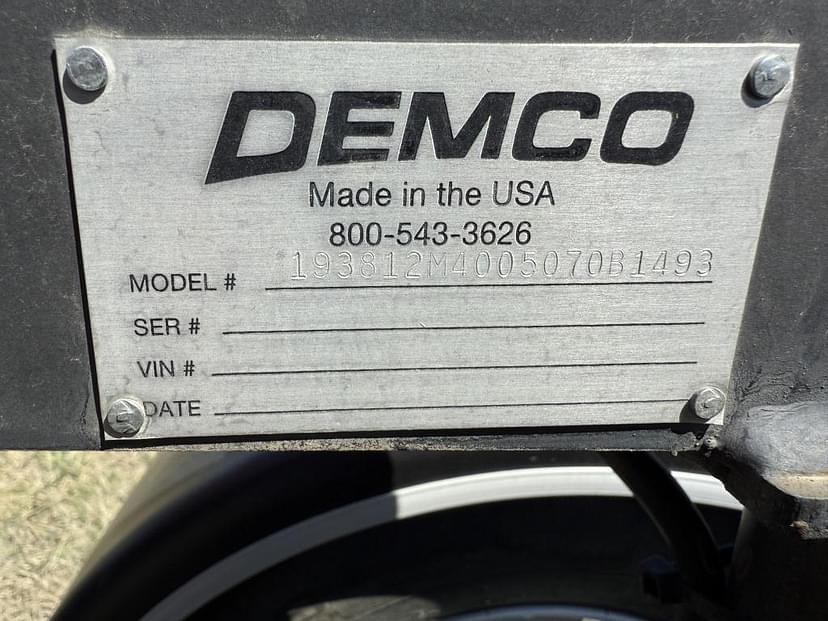 DEMCO
Made in the USA
800-543-3626
MODEL # 193812M4005070B1493
SER #
VIN #
DATE